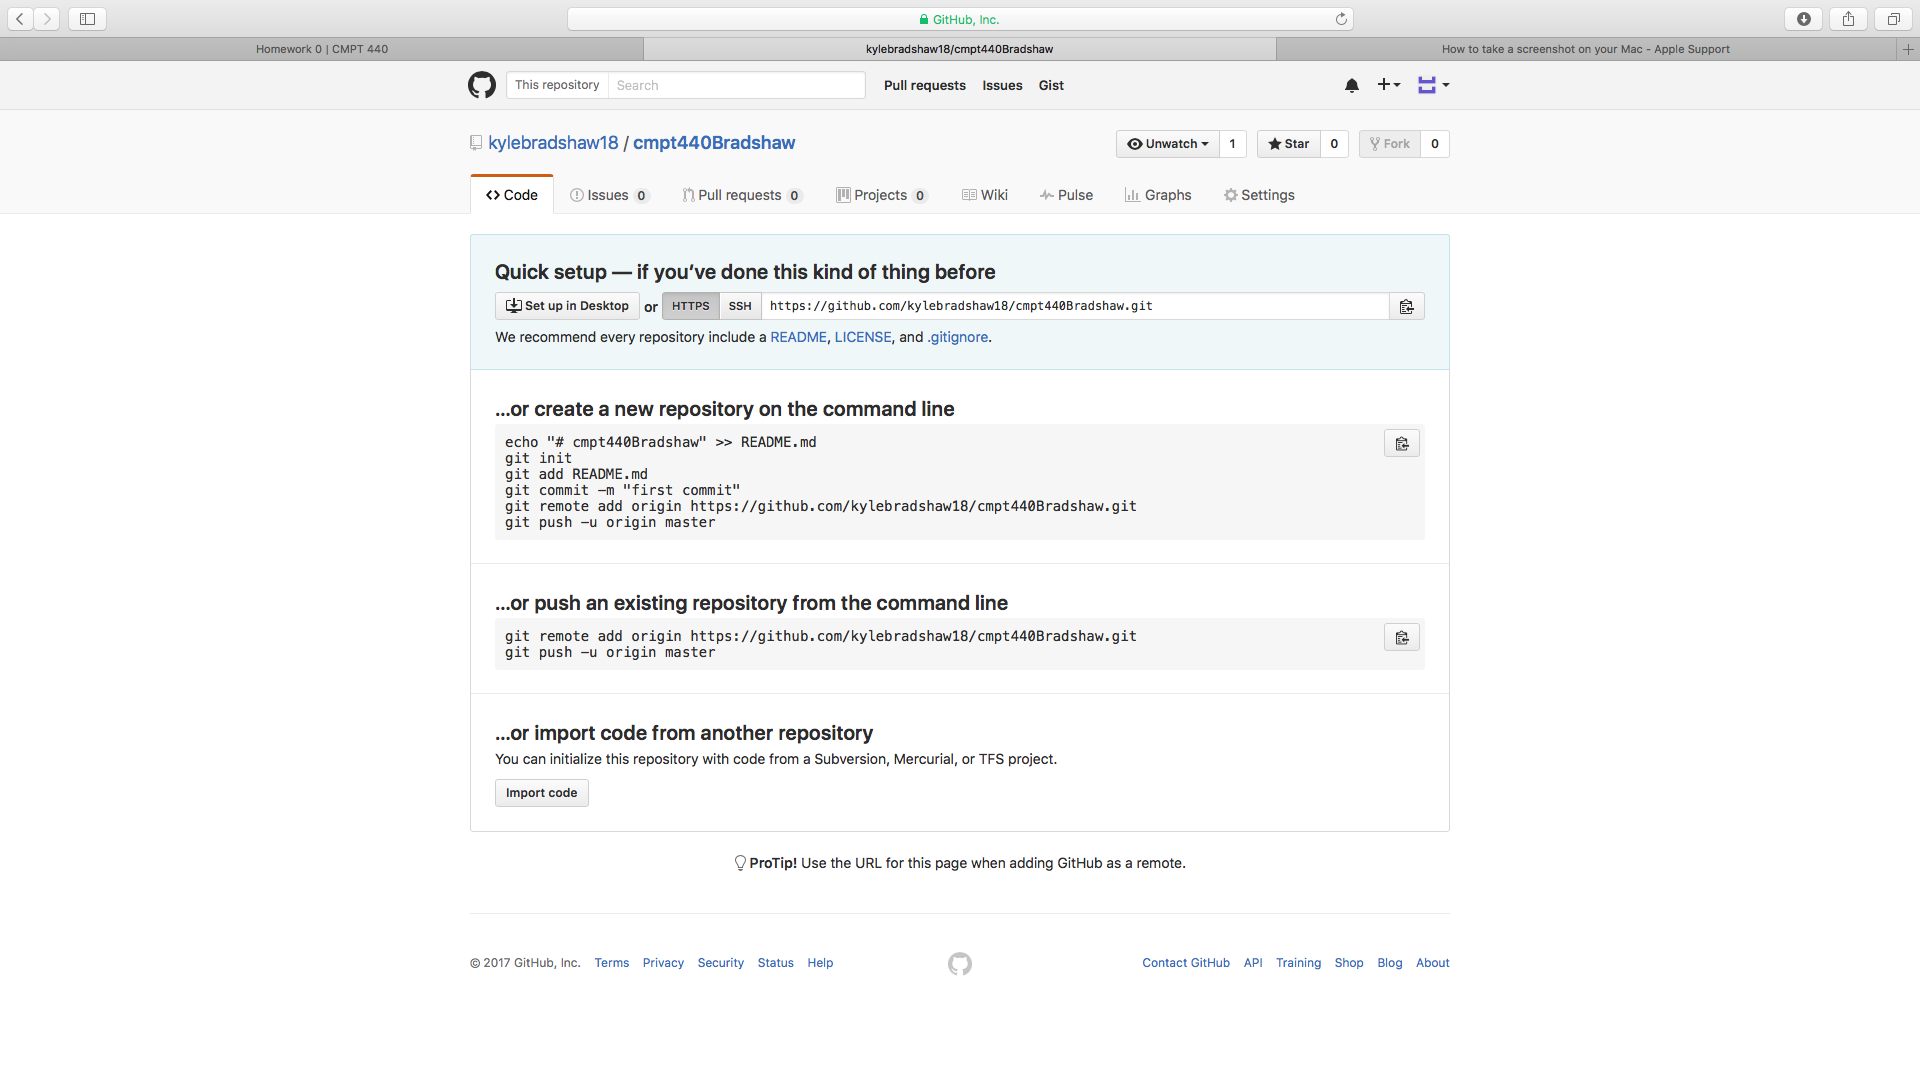 GitHub, Inc.
Homework 0 | CMPT 440
kylebradshaw18/cmpt440Bradshaw
How to take a screenshot on your Mac - Apple Support
This repository Search Pull requests Issues Gist
kylebradshaw18 / cmpt440Bradshaw
Unwatch 1 Star 0 Fork 0
Code Issues 0 Pull requests 0 Projects 0 Wiki Pulse Graphs Settings
Quick setup — if you’ve done this kind of thing before
Set up in Desktop or HTTPS SSH https://github.com/kylebradshaw18/cmpt440Bradshaw.git
We recommend every repository include a README, LICENSE, and .gitignore.
…or create a new repository on the command line
echo "# cmpt440Bradshaw" >> README.md
git init
git add README.md
git commit -m "first commit"
git remote add origin https://github.com/kylebradshaw18/cmpt440Bradshaw.git
git push -u origin master
…or push an existing repository from the command line
git remote add origin https://github.com/kylebradshaw18/cmpt440Bradshaw.git
git push -u origin master
…or import code from another repository
You can initialize this repository with code from a Subversion, Mercurial, or TFS project.
Import code
ProTip! Use the URL for this page when adding GitHub as a remote.
© 2017 GitHub, Inc. Terms Privacy Security Status Help Contact GitHub API Training Shop Blog About